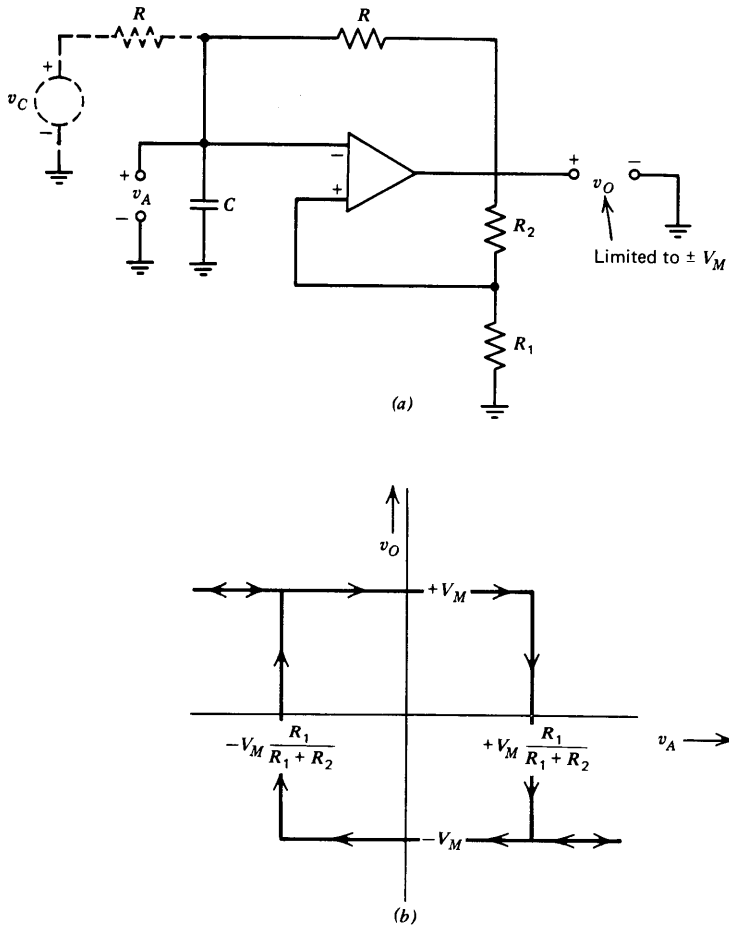 R
R
+
v_C
−
+
v_A
−
C
−
+
+
v_O
−
R_2
Limited to ± V_M
R_1
(a)
v_O
+V_M
−V_M R_1 / (R_1 + R_2)
+V_M R_1 / (R_1 + R_2)
v_A
−V_M
(b)